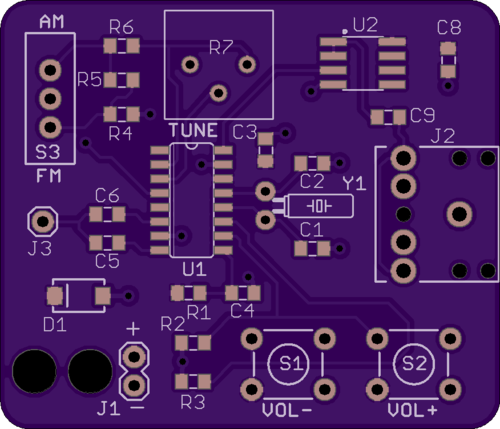 AM
R6
R7
U2
C8
R5
C9
R4
TUNE
C3
J2
S3
FM
C2
Y1
C6
J3
C1
C5
U1
R1
C4
D1
+
R2
S1
S2
J1
-
R3
VOL-
VOL+